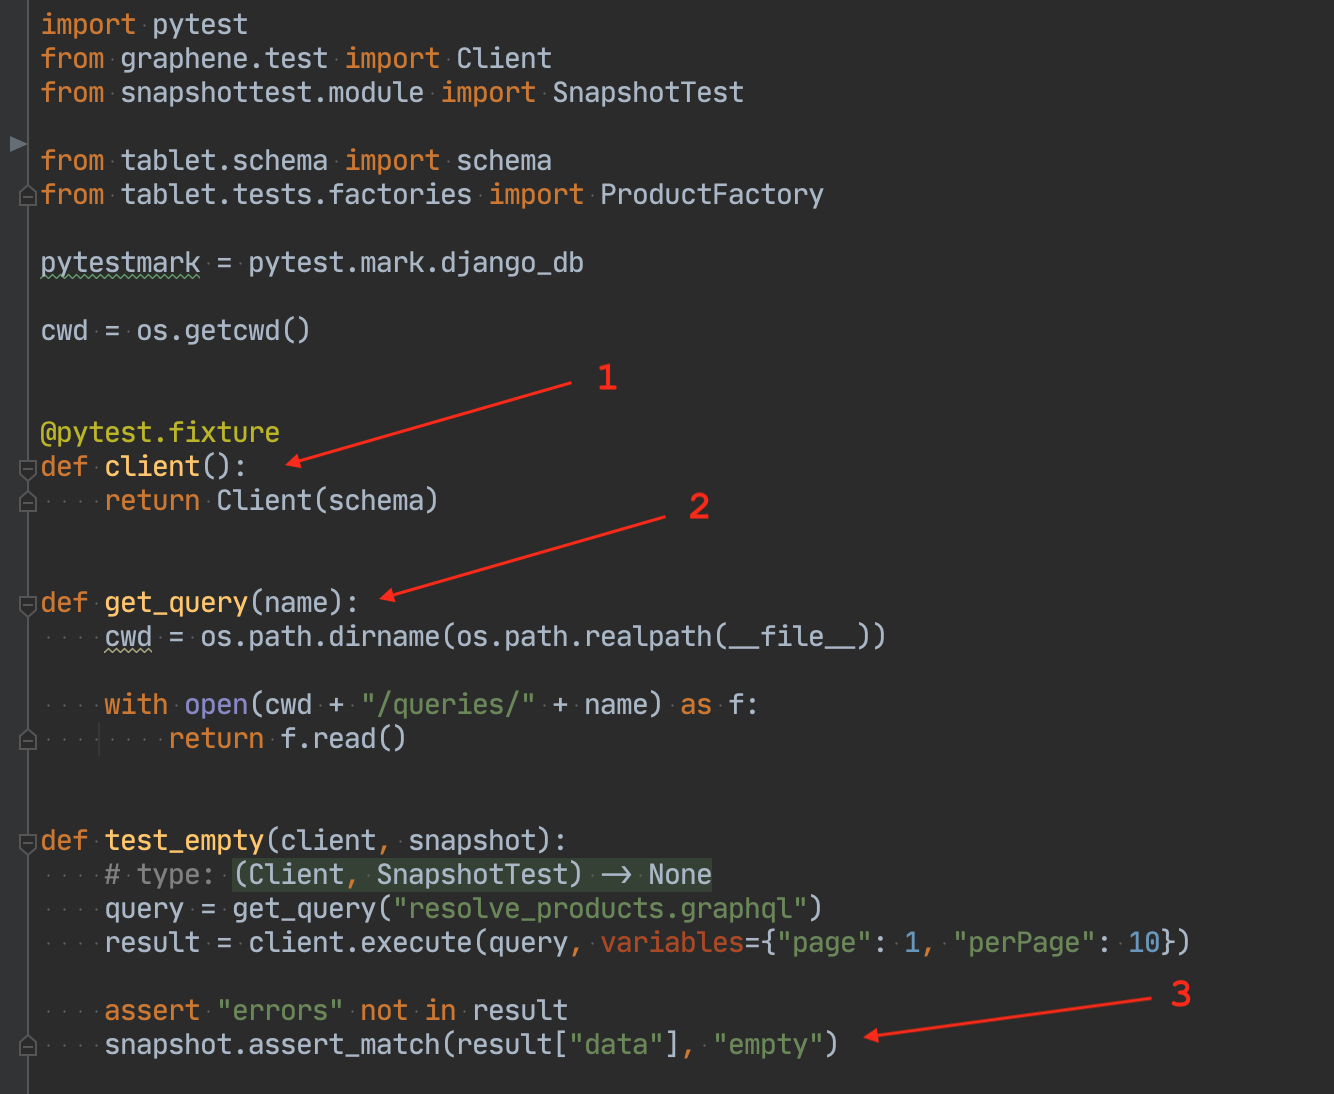 import pytest
from graphene.test import Client
from snapshottest.module import SnapshotTest
from tablet.schema import schema
from tablet.tests.factories import ProductFactory
pytestmark = pytest.mark.django_db
cwd = os.getcwd()
1
@pytest.fixture
def client():
    return Client(schema)
2
def get_query(name):
    cwd = os.path.dirname(os.path.realpath(__file__))
    with open(cwd + "/queries/" + name) as f:
        return f.read()
def test_empty(client, snapshot):
    # type: (Client, SnapshotTest) -> None
    query = get_query("resolve_products.graphql")
    result = client.execute(query, variables={"page": 1, "perPage": 10})
3
    assert "errors" not in result
    snapshot.assert_match(result["data"], "empty")